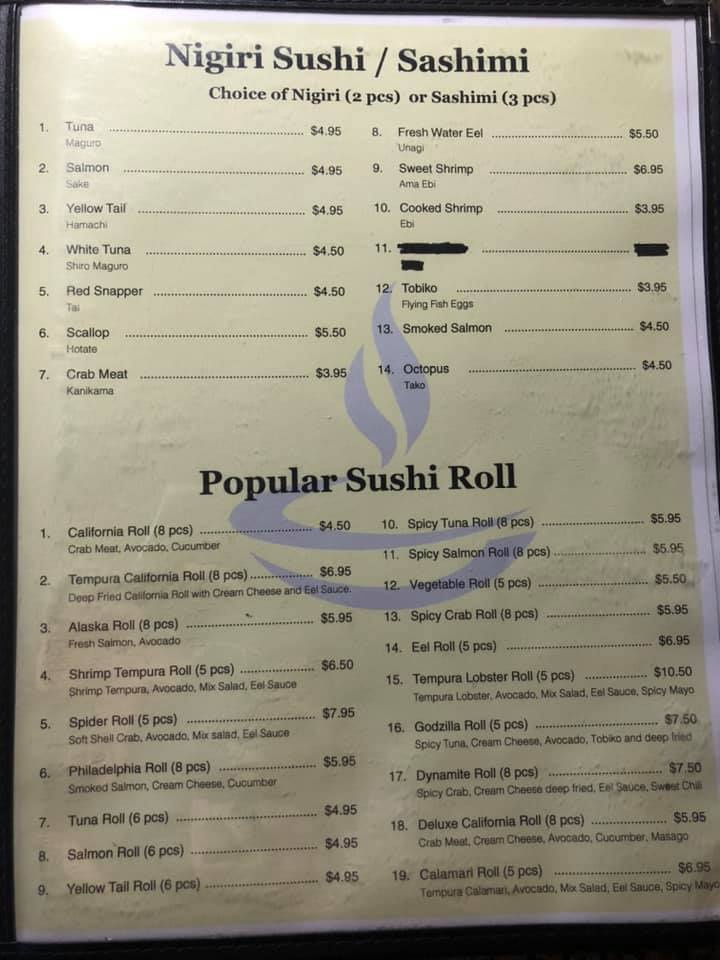 Nigiri Sushi / Sashimi
Choice of Nigiri (2 pcs) or Sashimi (3 pcs)
1. Tuna ........ $4.95
Maguro
2. Salmon ........ $4.95
Sake
3. Yellow Tail ........ $4.95
Hamachi
4. White Tuna ........ $4.50
Shiro Maguro
5. Red Snapper ........ $4.50
Tai
6. Scallop ........ $5.50
Hotate
7. Crab Meat ........ $3.95
Kanikama
8. Fresh Water Eel ........ $5.50
Unagi
9. Sweet Shrimp ........ $6.95
Ama Ebi
10. Cooked Shrimp ........ $3.95
Ebi
11. ........
12. Tobiko ........ $3.95
Flying Fish Eggs
13. Smoked Salmon ........ $4.50
14. Octopus ........ $4.50
Tako
Popular Sushi Roll
1. California Roll (8 pcs) ........ $4.50
Crab Meat, Avocado, Cucumber
2. Tempura California Roll (8 pcs) ........ $6.95
Deep Fried California Roll with Cream Cheese and Eel Sauce.
3. Alaska Roll (8 pcs) ........ $5.95
Fresh Salmon, Avocado
4. Shrimp Tempura Roll (5 pcs) ........ $6.50
Shrimp Tempura, Avocado, Mix Salad, Eel Sauce
5. Spider Roll (5 pcs) ........ $7.95
Soft Shell Crab, Avocado, Mix salad, Eel Sauce
6. Philadelphia Roll (8 pcs) ........ $5.95
Smoked Salmon, Cream Cheese, Cucumber
7. Tuna Roll (6 pcs) ........ $4.95
8. Salmon Roll (6 pcs) ........ $4.95
9. Yellow Tail Roll (6 pcs) ........ $4.95
10. Spicy Tuna Roll (8 pcs) ........ $5.95
11. Spicy Salmon Roll (8 pcs) ........ $5.95
12. Vegetable Roll (5 pcs) ........ $5.50
13. Spicy Crab Roll (8 pcs) ........ $5.95
14. Eel Roll (5 pcs) ........ $6.95
15. Tempura Lobster Roll (5 pcs) ........ $10.50
Tempura Lobster, Avocado, Mix Salad, Eel Sauce, Spicy Mayo
16. Godzilla Roll (5 pcs) ........ $7.50
Spicy Tuna, Cream Cheese, Avocado, Tobiko and deep fried
17. Dynamite Roll (8 pcs) ........ $7.50
Spicy Crab, Cream Cheese deep fried, Eel Sauce, Sweet Chili
18. Deluxe California Roll (8 pcs) ........ $5.95
Crab Meat, Cream Cheese, Avocado, Cucumber, Masago
19. Calamari Roll (5 pcs) ........ $6.95
Tempura Calamari, Avocado, Mix Salad, Eel Sauce, Spicy Mayo